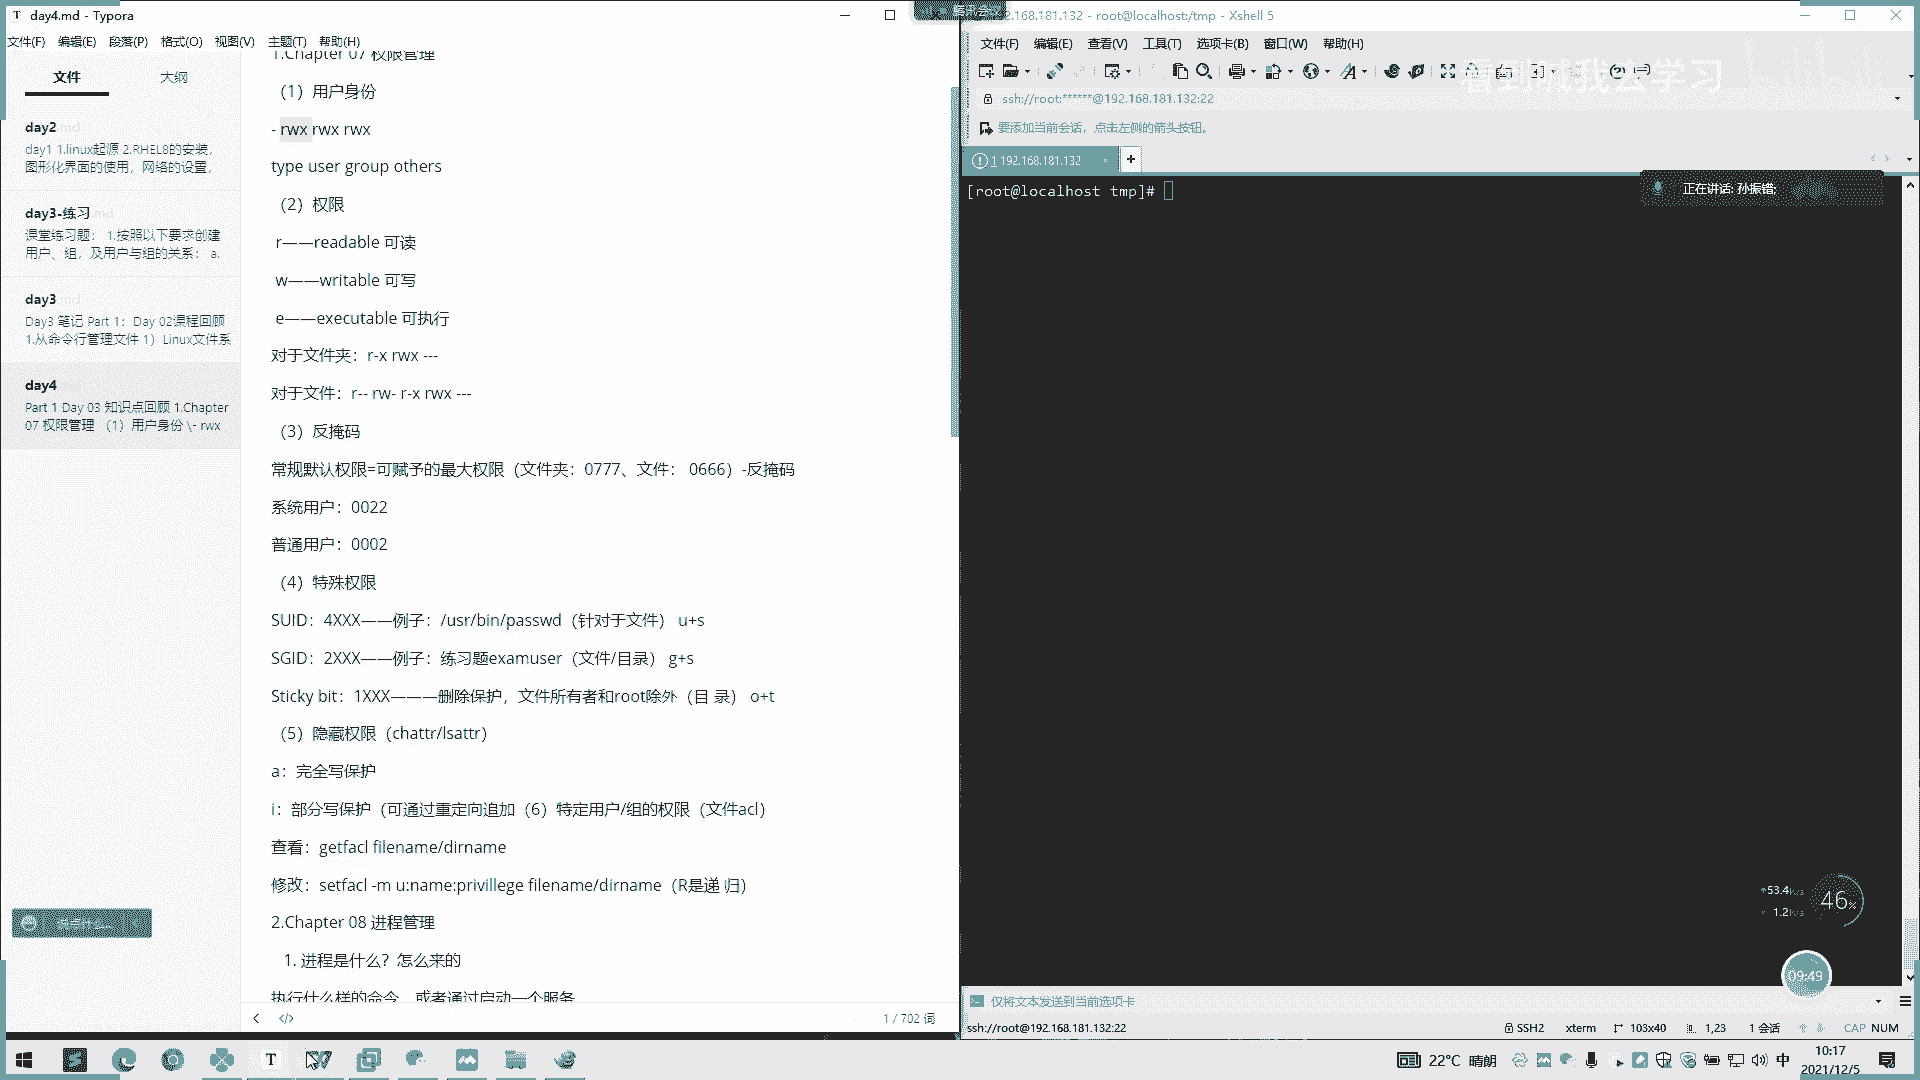 day4.md - Typora
文件(F) 编辑(E) 段落(P) 格式(O) 视图(V) 主题(T) 帮助(H)
文件 大纲
day2.md
day1 1.linux起源 2.RHEL8的安装,
图形化界面的使用,网络的设置,
day3-练习.md
课堂练习题: 1.按照以下要求创建
用户、组,及用户与组的关系: a.
day3.md
Day3 笔记 Part 1:Day 02课程回顾
1.从命令行管理文件 1)Linux文件系
day4
Part 1 Day 03 知识点回顾 1.Chapter
07 权限管理 (1)用户身份 \- rwx
1.Chapter 07 权限管理
(1)用户身份
- rwx rwx rwx
type user group others
(2)权限
r——readable 可读
w——writable 可写
e——executable 可执行
对于文件夹:r-x rwx ---
对于文件:r-- rw- r-x rwx ---
(3)反掩码
常规默认权限=可赋予的最大权限(文件夹:0777、文件: 0666)-反掩码
系统用户:0022
普通用户:0002
(4)特殊权限
SUID:4XXX——例子:/usr/bin/passwd(针对于文件) u+s
SGID:2XXX——例子:练习题examuser(文件/目录) g+s
Sticky bit:1XXX———删除保护,文件所有者和root除外(目 录) o+t
(5)隐藏权限(chattr/lsattr)
a:完全写保护
i:部分写保护(可通过重定向追加(6)特定用户/组的权限(文件acl)
查看:getfacl filename/dirname
修改:setfacl -m u:name:privillege filename/dirname(R是递 归)
2.Chapter 08 进程管理
1. 进程是什么?怎么来的
执行什么样的命令,或者通过启动一个服务
1 / 702 词
.168.181.132 - root@localhost:/tmp - Xshell 5
文件(F) 编辑(E) 查看(V) 工具(T) 选项卡(B) 窗口(W) 帮助(H)
看到喊我去学习
ssh://root:******@192.168.181.132:22
要添加当前会话,点击左侧的箭头按钮。
1 192.168.181.132
正在讲话: 孙振锴;
[root@localhost tmp]#
53.4K/s
1.2K/s
46%
09:49
仅将文本发送到当前选项卡
ssh://root@192.168.181.132:22 SSH2 xterm 103x40 1,23 1 会话 CAP NUM
22°C 晴朗 中 10:17
2021/12/5